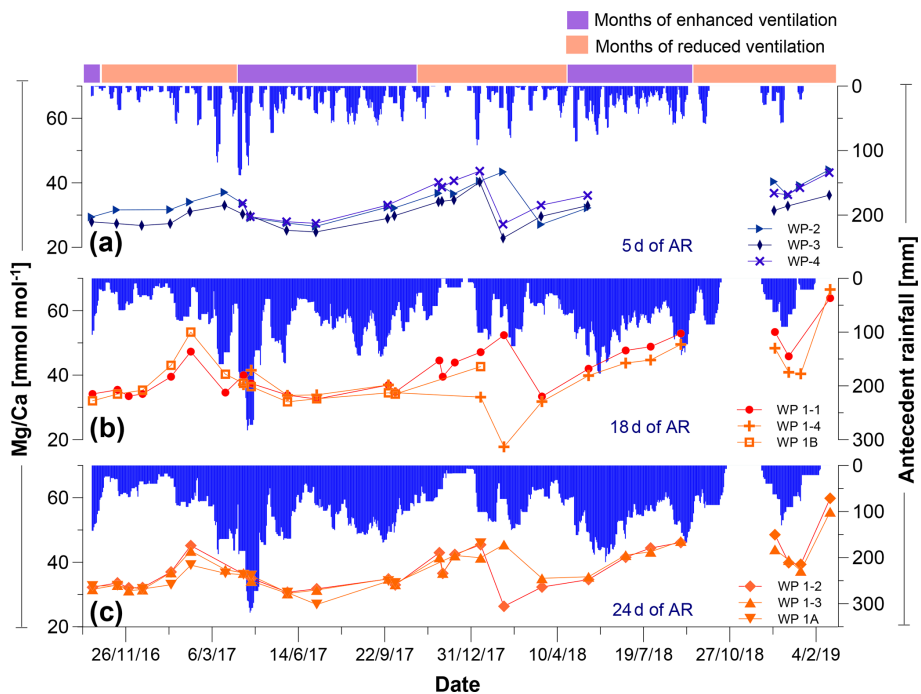 Months of enhanced ventilation
Months of reduced ventilation
Mg/Ca [mmol mol⁻¹]
Antecedent rainfall [mm]
60
40
20
0
100
200
(a)
5 d of AR
WP-2
WP-3
WP-4
60
40
20
0
100
200
300
(b)
18 d of AR
WP 1-1
WP 1-4
WP 1B
60
40
20
0
100
200
300
(c)
24 d of AR
WP 1-2
WP 1-3
WP 1A
26/11/16 6/3/17 14/6/17 22/9/17 31/12/17 10/4/18 19/7/18 27/10/18 4/2/19
Date